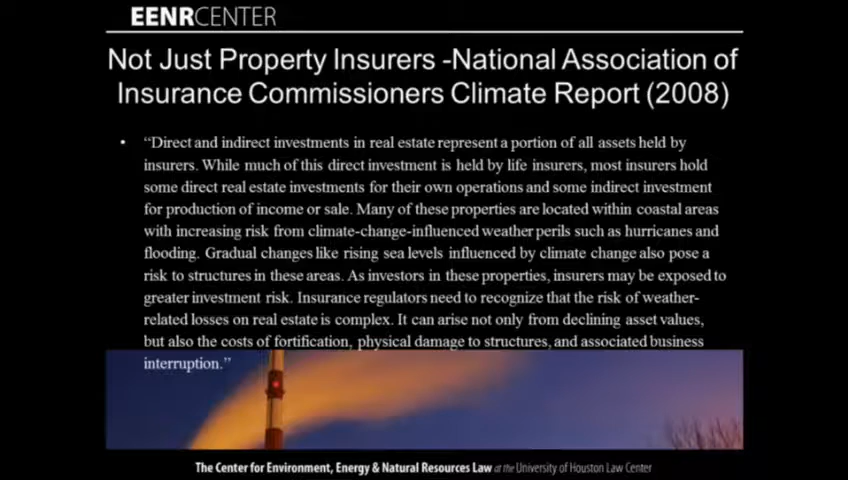 EENRCENTER
Not Just Property Insurers -National Association of
Insurance Commissioners Climate Report (2008)
• “Direct and indirect investments in real estate represent a portion of all assets held by
insurers. While much of this direct investment is held by life insurers, most insurers hold
some direct real estate investments for their own operations and some indirect investment
for production of income or sale. Many of these properties are located within coastal areas
with increasing risk from climate-change-influenced weather perils such as hurricanes and
flooding. Gradual changes like rising sea levels influenced by climate change also pose a
risk to structures in these areas. As investors in these properties, insurers may be exposed to
greater investment risk. Insurance regulators need to recognize that the risk of weather-
related losses on real estate is complex. It can arise not only from declining asset values,
but also the costs of fortification, physical damage to structures, and associated business
interruption.”
The Center for Environment, Energy & Natural Resources Law at the University of Houston Law Center